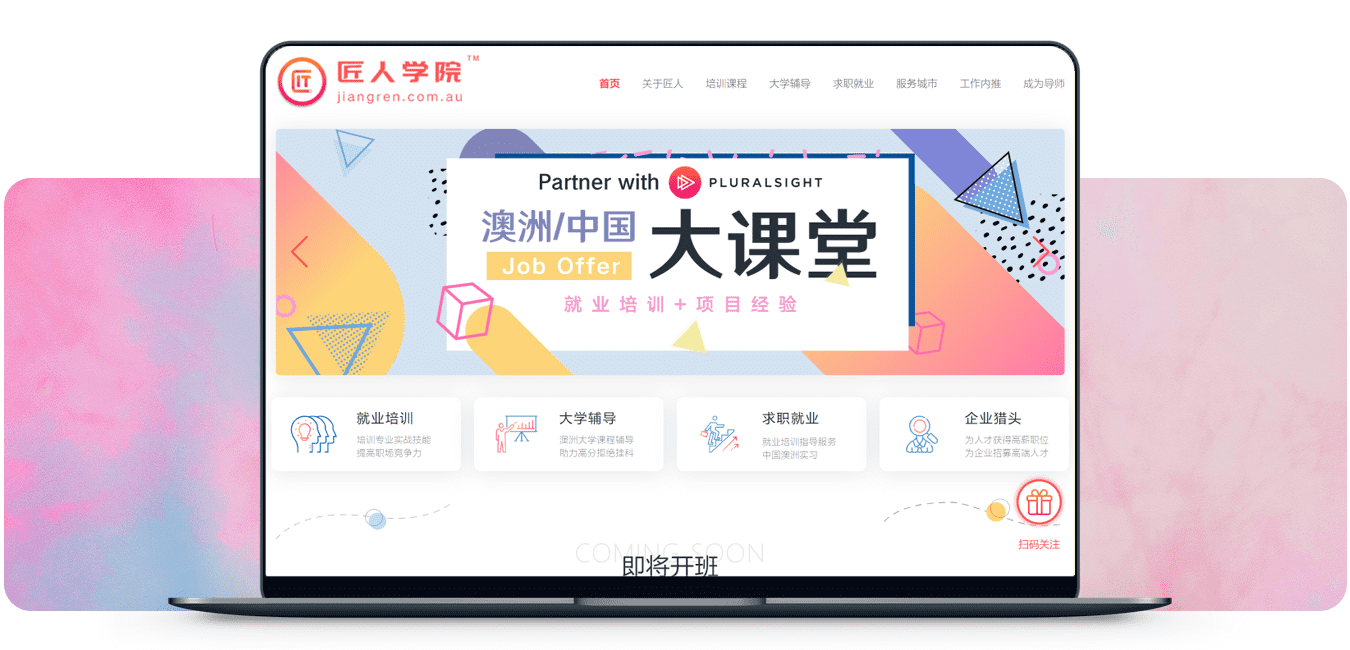 匠人学院 TM
jiangren.com.au
首页 关于匠人 培训课程 大学辅导 求职就业 服务城市 工作内推 成为导师
Partner with PLURALSIGHT
澳洲/中国
Job Offer
大课堂
就业培训+项目经验
就业培训
培训专业实战技能
提高职场竞争力
大学辅导
澳洲大学课程辅导
助力高分拒绝挂科
求职就业
就业培训指导服务
中国澳洲实习
企业猎头
为人才获得高薪职位
为企业招募高端人才
扫码关注
COMING SOON
即将开班